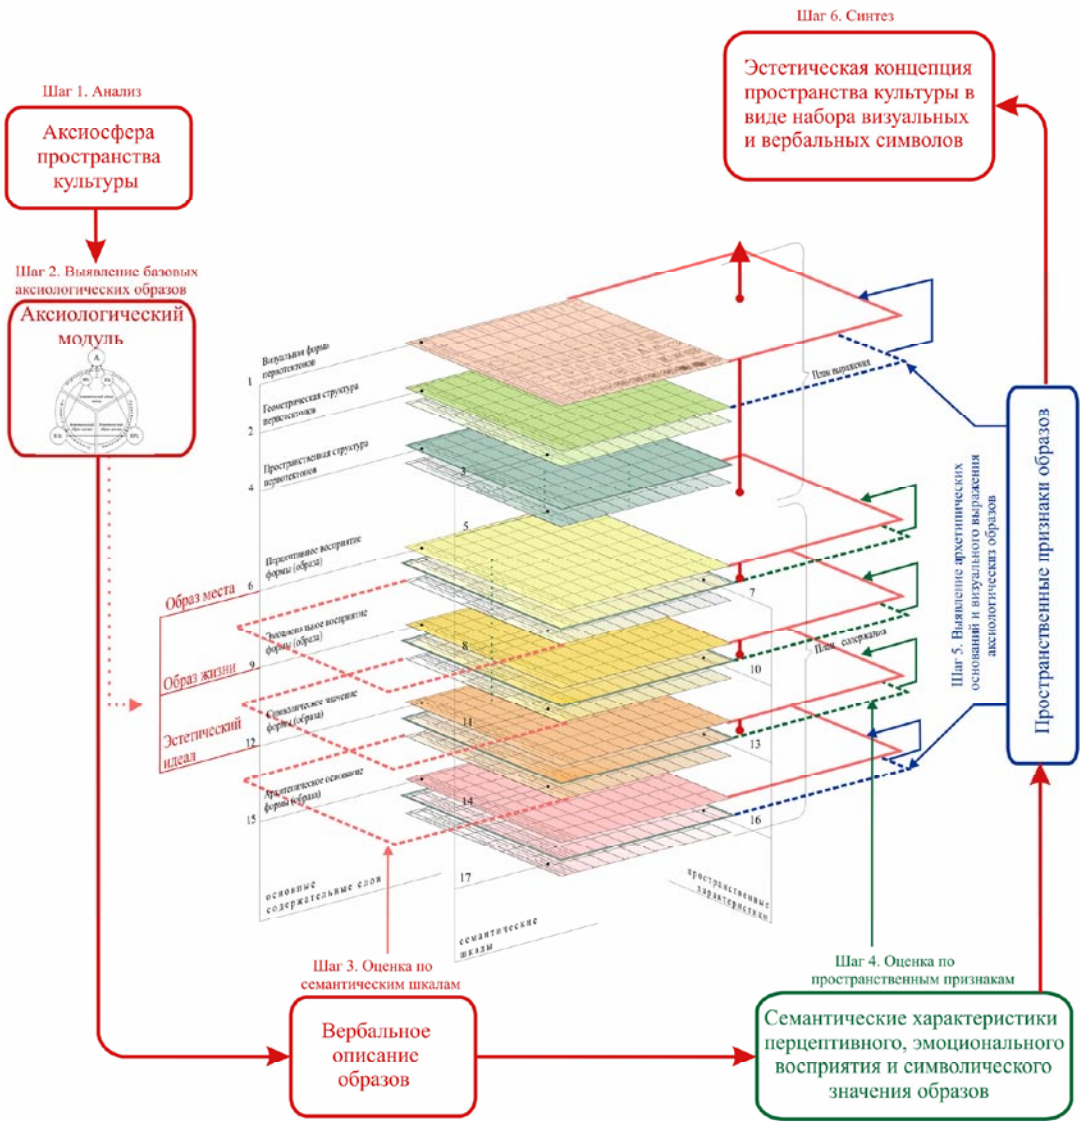 Шаг 6. Синтез
Эстетическая концепция
пространства культуры в
виде набора визуальных
и вербальных символов
Шаг 1. Анализ
Аксиосфера
пространства
культуры
Шаг 2. Выявление базовых
аксиологических образов
Аксиологический
модуль
А
Визуальная форма
первотектонов
1
Геометрическая структура
первотектонов
2
Пространственная структура
первотектонов
3
4
План выражения
5
Перцептивное восприятие
формы (образа)
6
7
Образ места
Эмоциональное восприятие
формы (образа)
8
9
10
Образ жизни
План содержания
Символическое значение
формы (образа)
11
12
13
Эстетический
идеал
Архетипическое основание
формы (образа)
14
15
16
17
основные
содержательные слои
семантические
шкалы
пространственные
характеристики
Шаг 5. Выявление архетипических
оснований и визуального выражения
аксиологических образов
Пространственные признаки образов
Шаг 3. Оценка по
семантическим шкалам
Вербальное
описание
образов
Шаг 4. Оценка по
пространственным признакам
Семантические характеристики
перцептивного, эмоционального
восприятия и символического
значения образов